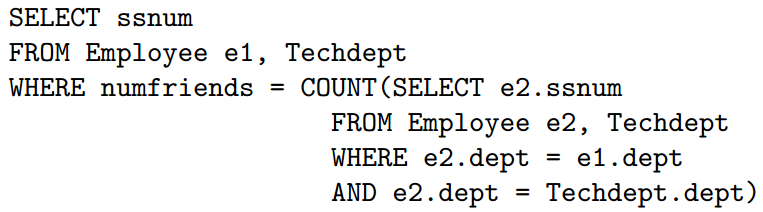 SELECT ssnum
FROM Employee e1, Techdept
WHERE numfriends = COUNT(SELECT e2.ssnum
FROM Employee e2, Techdept
WHERE e2.dept = e1.dept
AND e2.dept = Techdept.dept)